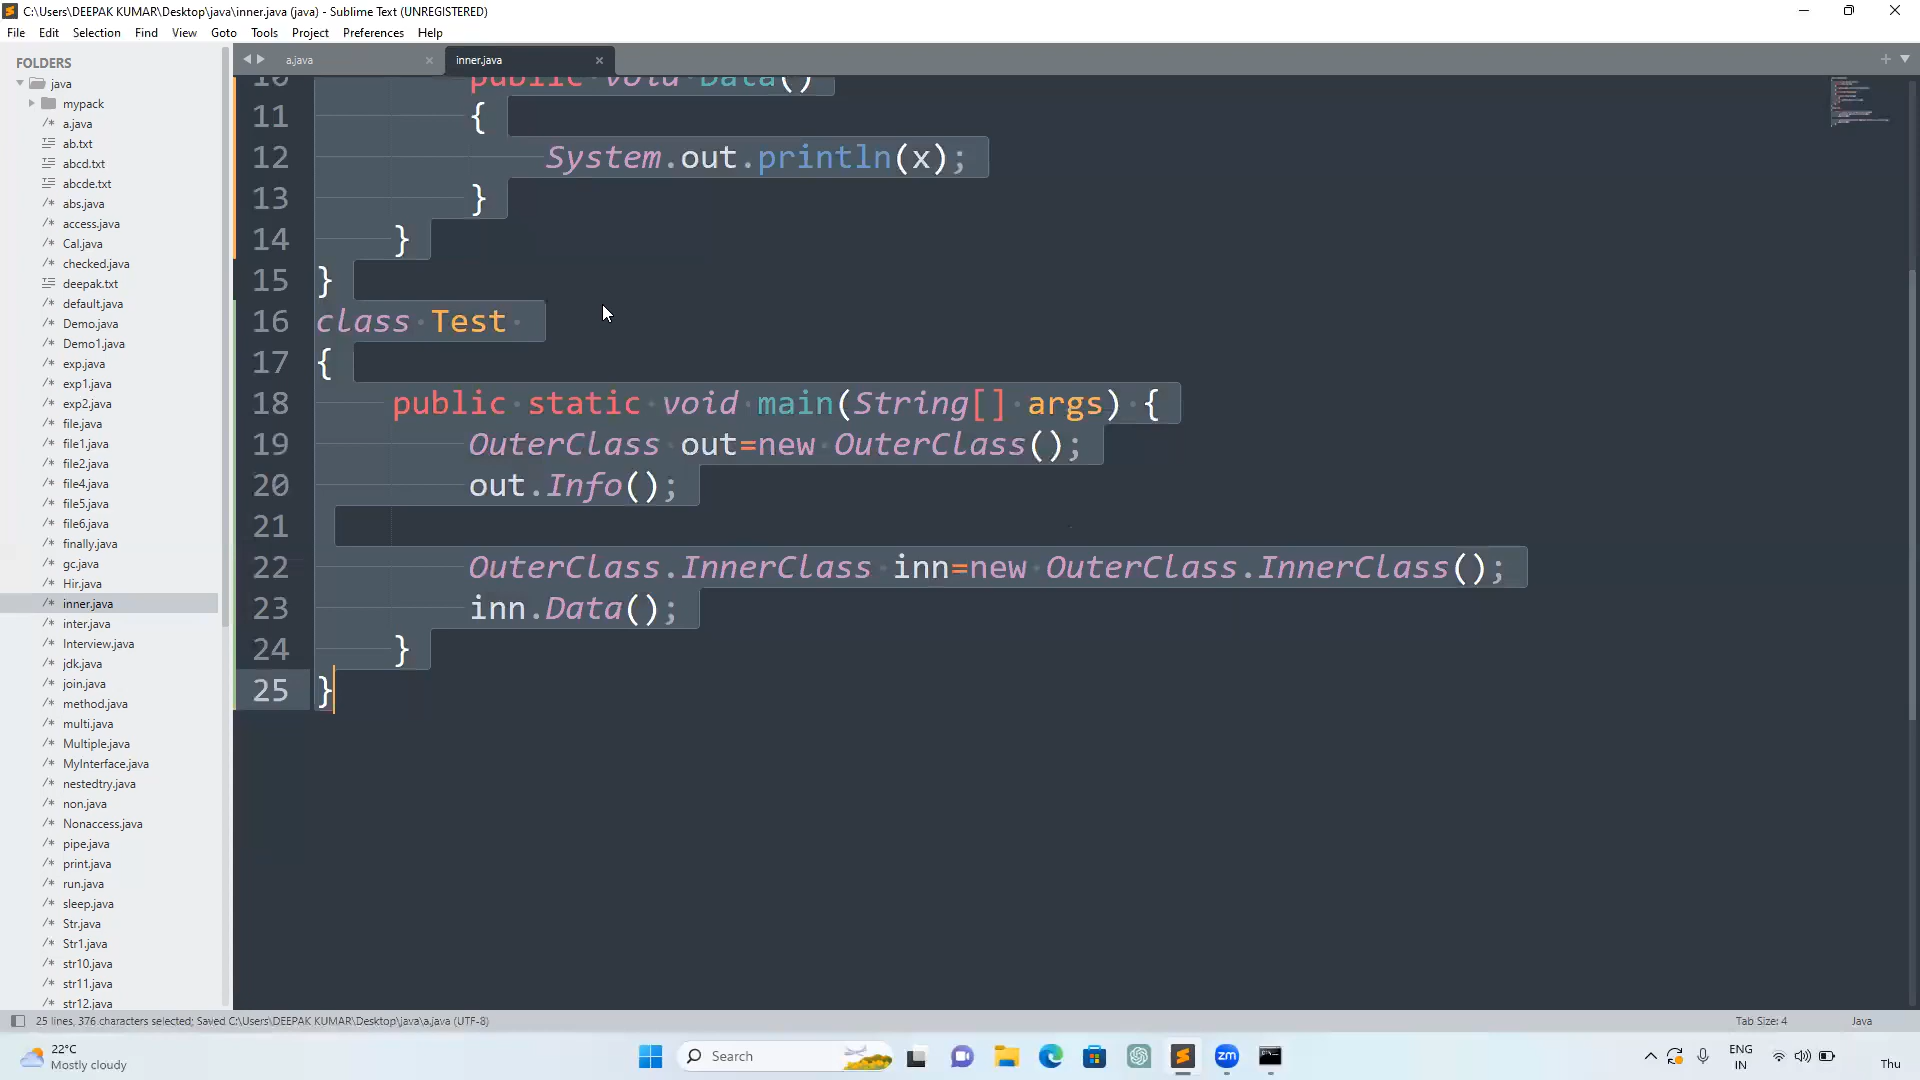 C:\Users\DEEPAK KUMAR\Desktop\java\inner.java (java) - Sublime Text (UNREGISTERED)
File Edit Selection Find View Goto Tools Project Preferences Help
FOLDERS
java
mypack
a.java
ab.txt
abcd.txt
abcde.txt
abs.java
access.java
Cal.java
checked.java
deepak.txt
default.java
Demo.java
Demo1.java
exp.java
exp1.java
exp2.java
file.java
file1.java
file2.java
file4.java
file5.java
file6.java
finally.java
gc.java
Hir.java
inner.java
inter.java
Interview.java
jdk.java
join.java
method.java
multi.java
Multiple.java
MyInterface.java
nestedtry.java
non.java
Nonaccess.java
pipe.java
print.java
run.java
sleep.java
Str.java
Str1.java
str10.java
str11.java
str12.java
a.java inner.java
10 public void Data()
11 {
12 System.out.println(x);
13 }
14 }
15 }
16 class Test
17 {
18 public static void main(String[] args) {
19 OuterClass out=new OuterClass();
20 out.Info();
21
22 OuterClass.InnerClass inn=new OuterClass.InnerClass();
23 inn.Data();
24 }
25 }
25 lines, 376 characters selected; Saved C:\Users\DEEPAK KUMAR\Desktop\java\a.java (UTF-8) Tab Size: 4 Java
22°C
Mostly cloudy
Search
zm
ENG
IN
Thu